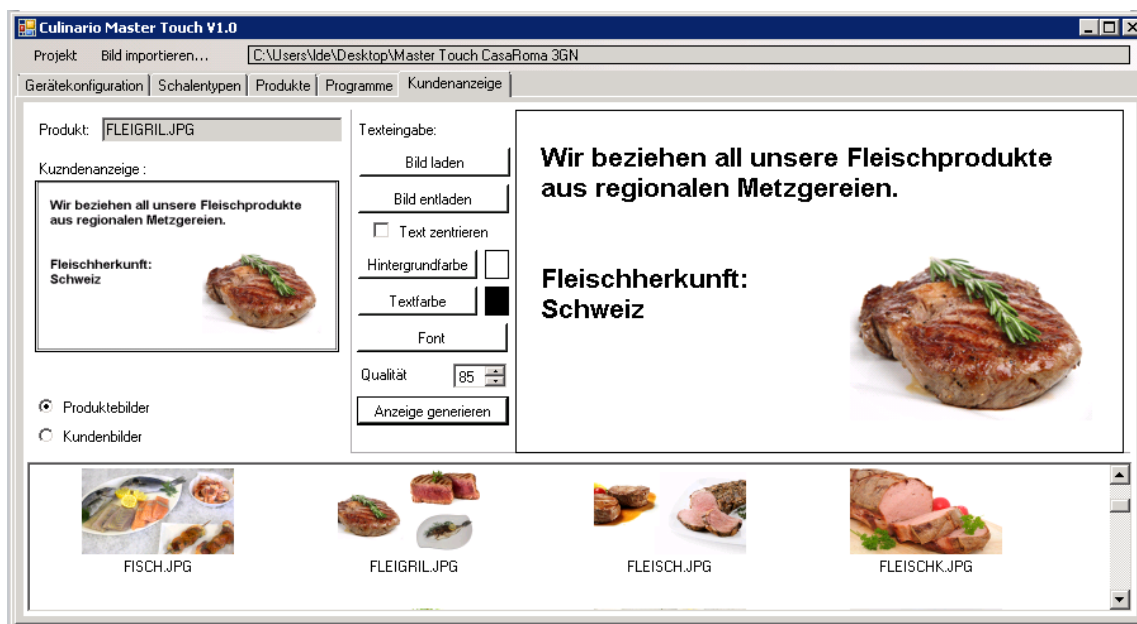 Culinario Master Touch V1.0
Projekt Bild importieren... C:\Users\lde\Desktop\Master Touch CasaRoma 3GN
Gerätekonfiguration Schalentypen Produkte Programme Kundenanzeige
Produkt: FLEIGRIL.JPG
Kuzndenanzeige :
Wir beziehen all unsere Fleischprodukte
aus regionalen Metzgereien.
Fleischherkunft:
Schweiz
Produktebilder
Kundenbilder
Texteingabe:
Bild laden
Bild entladen
Text zentrieren
Hintergrundfarbe
Textfarbe
Font
Qualität 85
Anzeige generieren
Wir beziehen all unsere Fleischprodukte
aus regionalen Metzgereien.
Fleischherkunft:
Schweiz
FISCH.JPG FLEIGRIL.JPG FLEISCH.JPG FLEISCHK.JPG